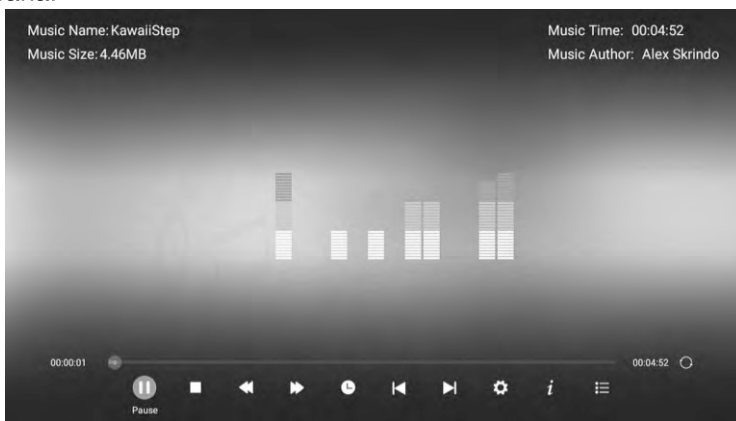 Music Name: KawaiiStep
Music Time: 00:04:52
Music Size: 4.46MB
Music Author: Alex Skrindo
00:00:01
00:04:52
Pause